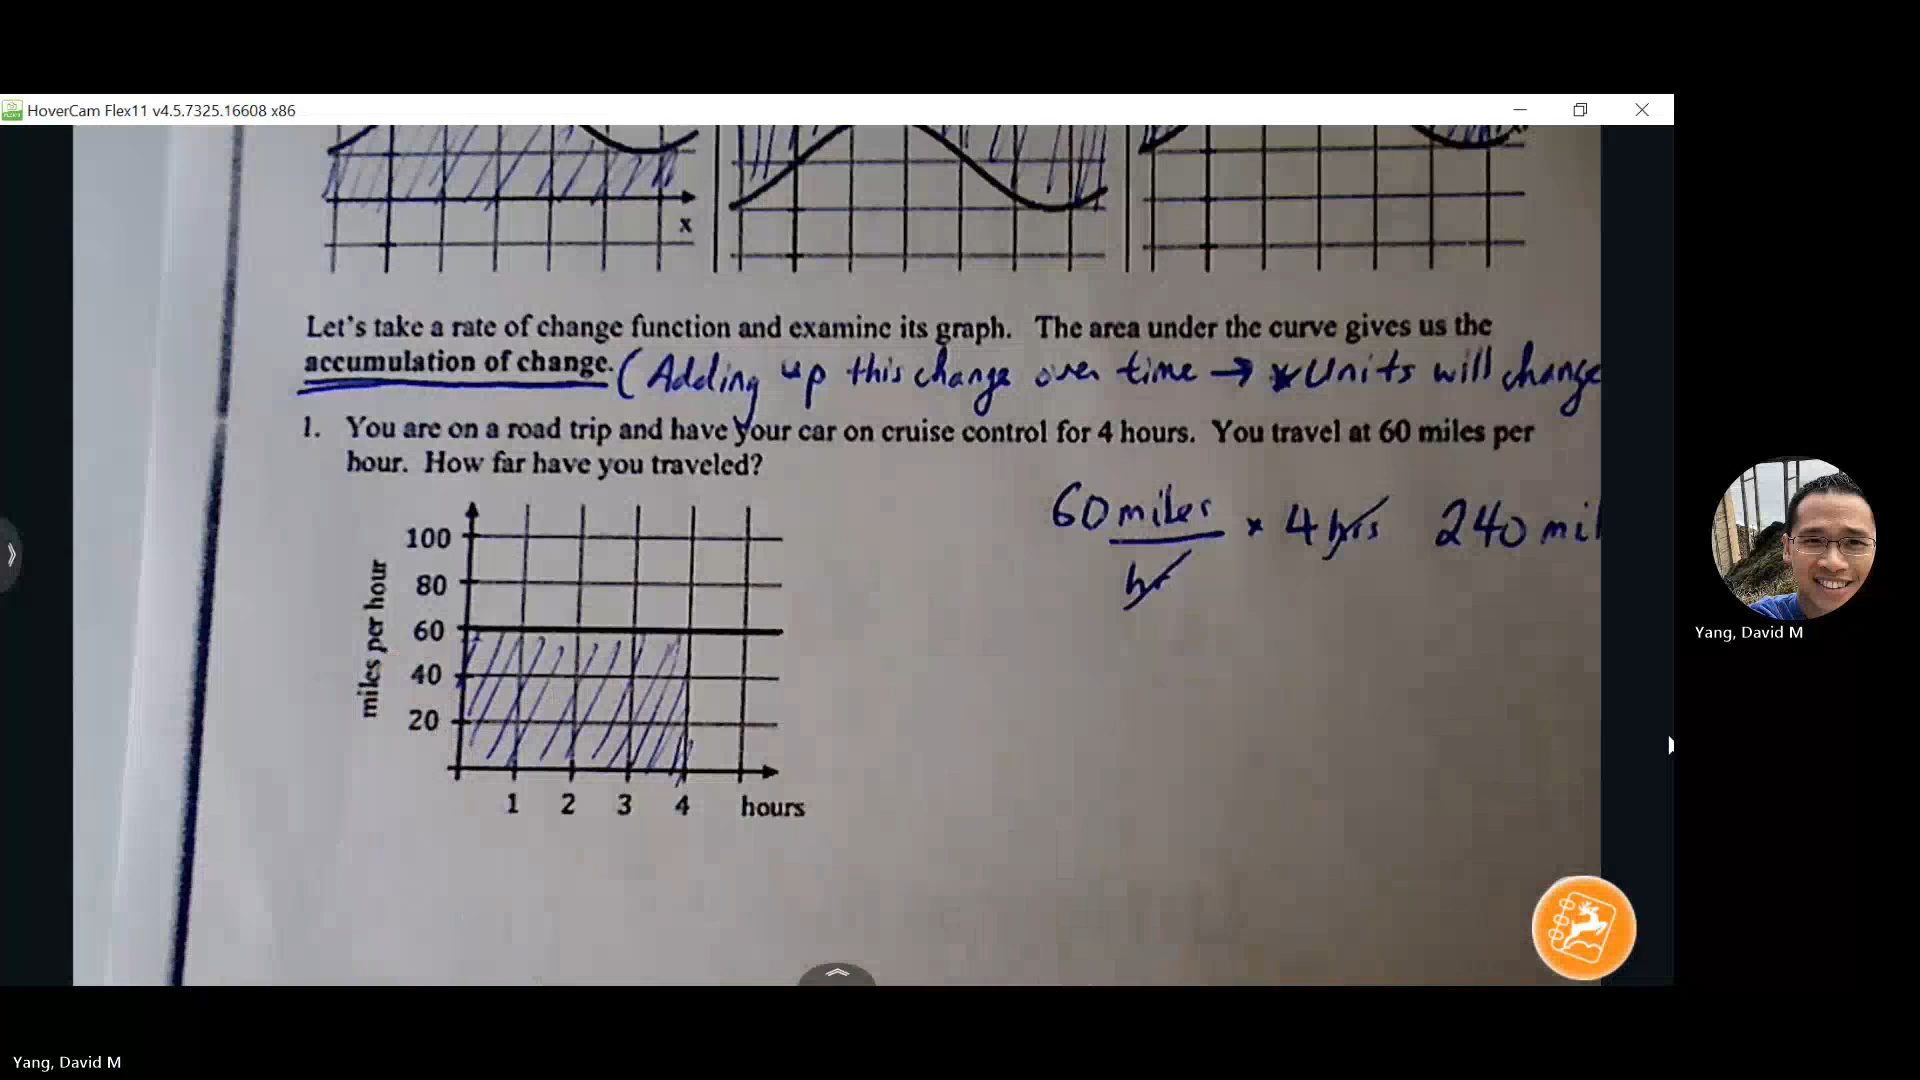 HoverCam Flex11 v4.5.7325.16608 x86
x
Let's take a rate of change function and examine its graph. The area under the curve gives us the
accumulation of change. (Adding up this change over time → * Units will change
1. You are on a road trip and have your car on cruise control for 4 hours. You travel at 60 miles per
hour. How far have you traveled?
60 miles
hr
× 4 hrs 240 mil
100
80
60
40
20
miles per hour
1 2 3 4 hours
Yang, David M
Yang, David M